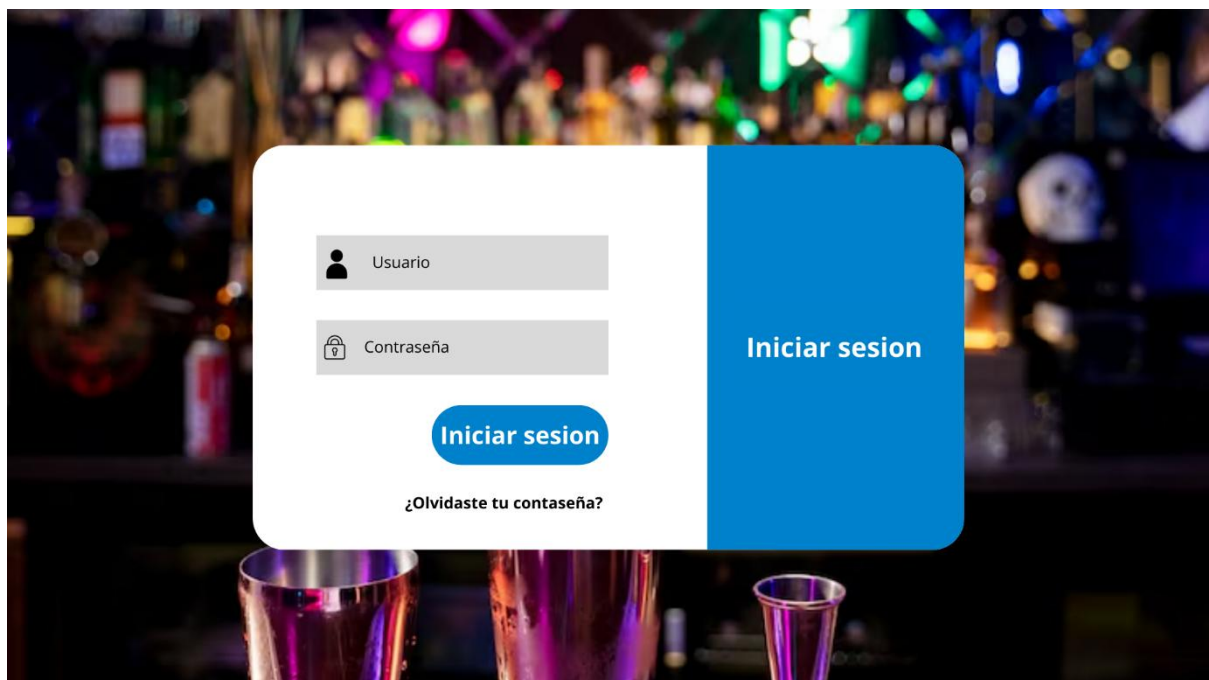 Usuario
Contraseña
Iniciar sesion
¿Olvidaste tu contaseña?
Iniciar sesion